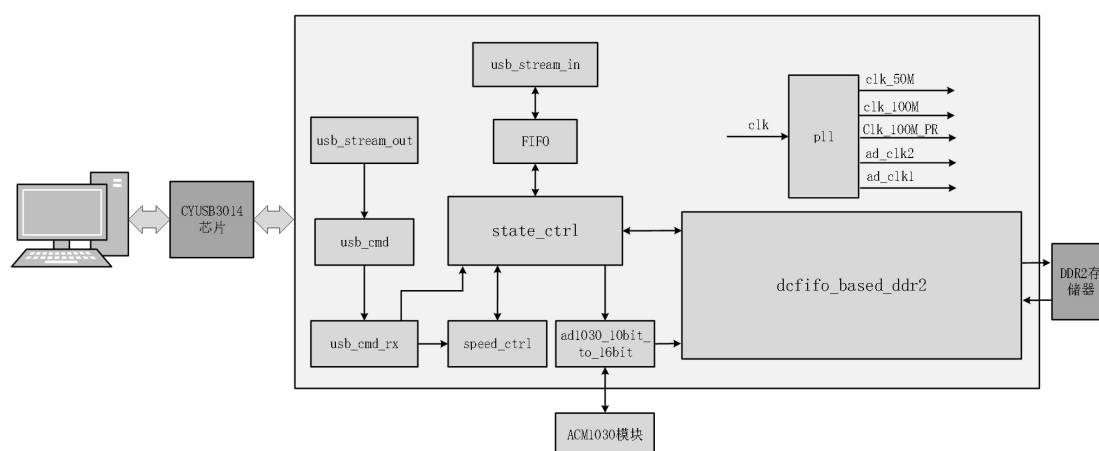 usb_stream_in
clk_50M
clk_100M
Clk_100M_PR
ad_clk2
ad_clk1
clk
pll
usb_stream_out
FIFO
CYUSB3014
芯片
usb_cmd
state_ctrl
dcfifo_based_ddr2
DDR2存
储器
usb_cmd_rx
speed_ctrl
ad1030_10bit_
to_16bit
ACM1030模块